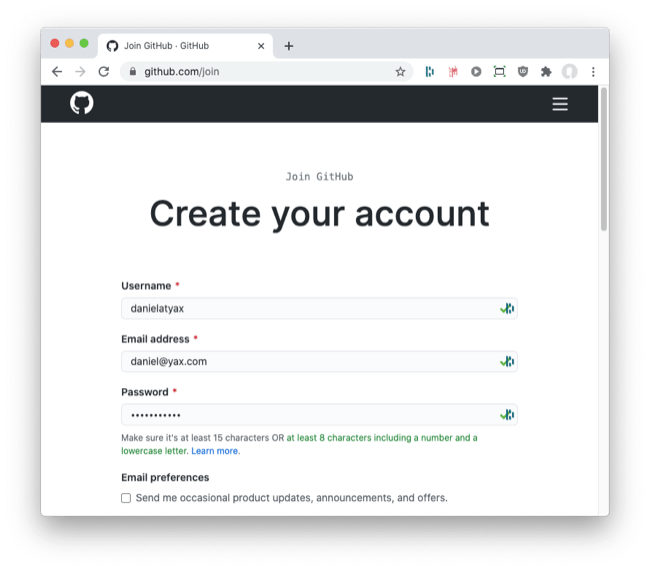 Join GitHub · GitHub
github.com/join
Join GitHub
Create your account
Username *
danielatyax
Email address *
daniel@yax.com
Password *
•••••••••••
Make sure it's at least 15 characters OR at least 8 characters including a number and a
lowercase letter. Learn more.
Email preferences
Send me occasional product updates, announcements, and offers.